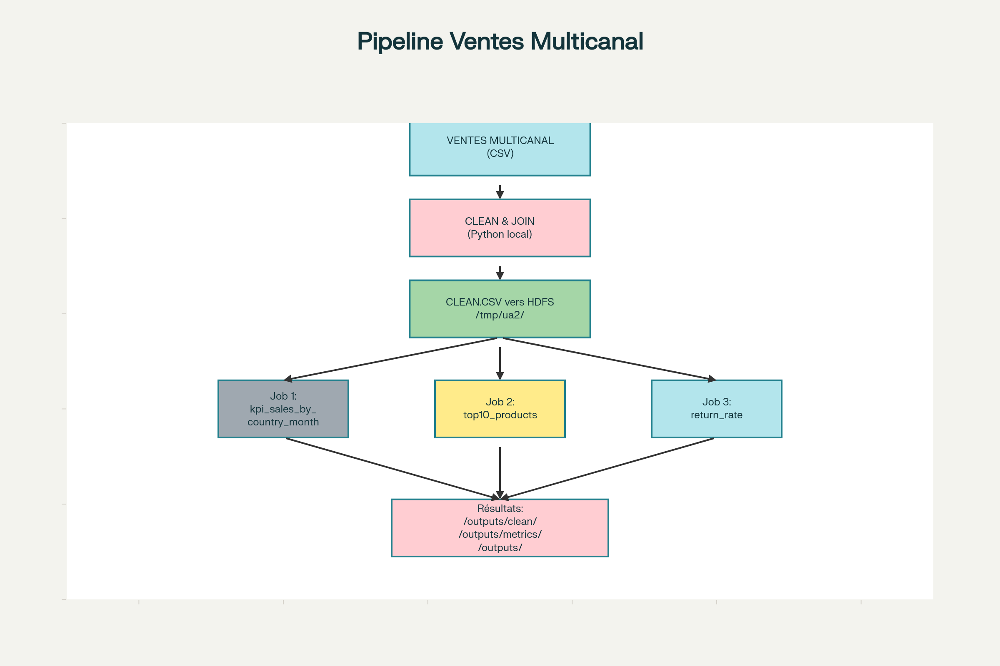 Pipeline Ventes Multicanal
VENTES MULTICANAL
(CSV)
CLEAN & JOIN
(Python local)
CLEAN.CSV vers HDFS
/tmp/ua2/
Job 1:
kpi_sales_by_
country_month
Job 2:
top10_products
Job 3:
return_rate
Résultats:
/outputs/clean/
/outputs/metrics/
/outputs/